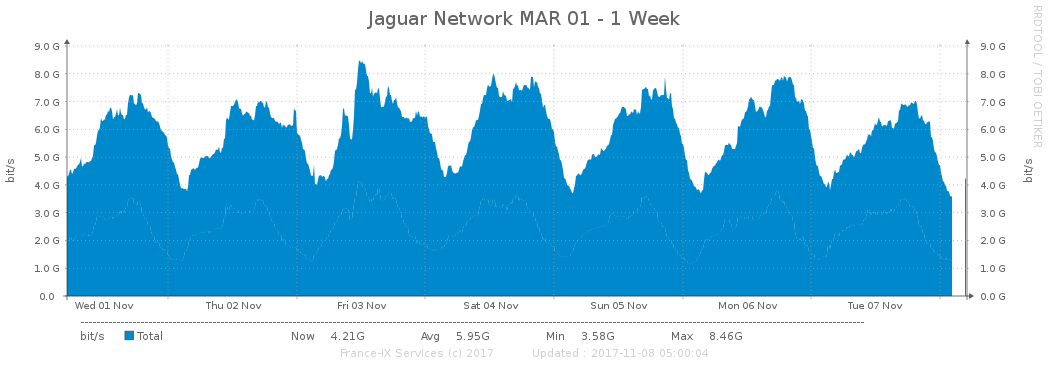 Jaguar Network MAR 01 - 1 Week
RRDTOOL / TOBI OETIKER
bit/s
9.0 G 9.0 G
8.0 G 8.0 G
7.0 G 7.0 G
6.0 G 6.0 G
5.0 G 5.0 G
4.0 G 4.0 G
3.0 G 3.0 G
2.0 G 2.0 G
1.0 G 1.0 G
0.0 0.0 G
bit/s
Wed 01 Nov Thu 02 Nov Fri 03 Nov Sat 04 Nov Sun 05 Nov Mon 06 Nov Tue 07 Nov
bit/s Total Now 4.21G Avg 5.95G Min 3.58G Max 8.46G
France-IX Services (c) 2017 Updated : 2017-11-08 05:00:04